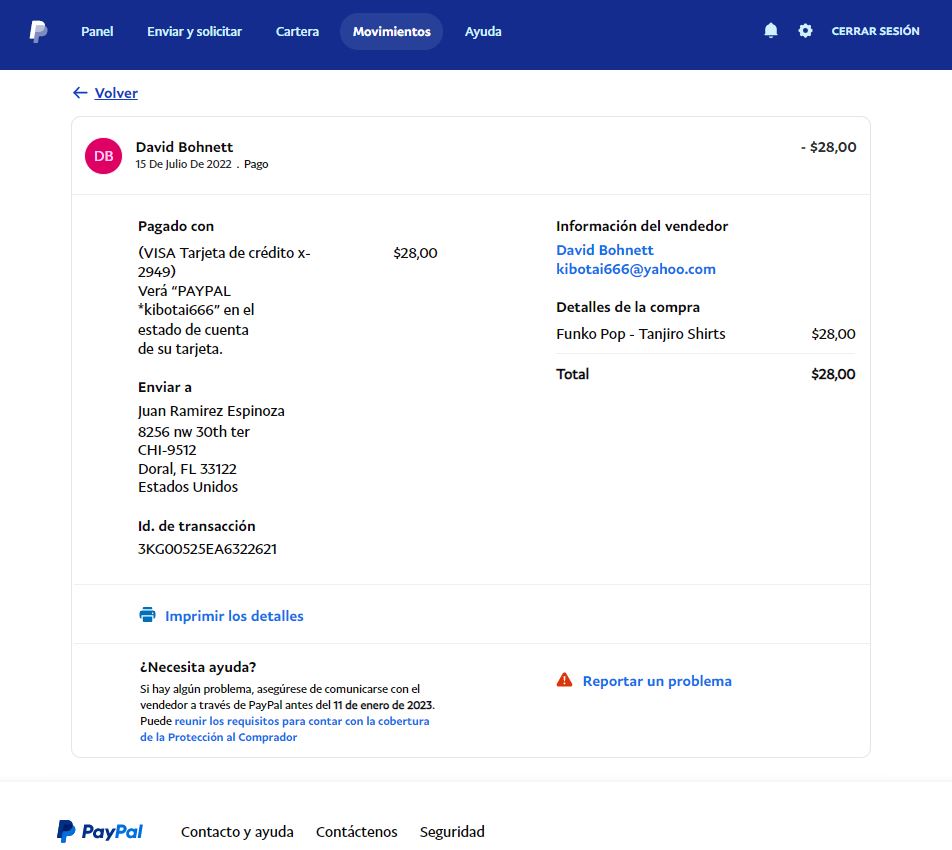 Panel
Enviar y solicitar
Cartera
Movimientos
Ayuda
CERRAR SESIÓN
Volver
DB
David Bohnett
- $28,00
15 De Julio De 2022 . Pago
Pagado con
(VISA Tarjeta de crédito x-
$28,00
2949)
Verá “PAYPAL
*kibotai666” en el
estado de cuenta
de su tarjeta.
Enviar a
Juan Ramirez Espinoza
8256 nw 30th ter
CHI-9512
Doral, FL 33122
Estados Unidos
Id. de transacción
3KG00525EA6322621
Información del vendedor
David Bohnett
kibotai666@yahoo.com
Detalles de la compra
Funko Pop - Tanjiro Shirts
$28,00
Total
$28,00
Imprimir los detalles
¿Necesita ayuda?
Si hay algún problema, asegúrese de comunicarse con el
vendedor a través de PayPal antes del 11 de enero de 2023.
Puede reunir los requisitos para contar con la cobertura
de la Protección al Comprador
Reportar un problema
PayPal
Contacto y ayuda
Contáctenos
Seguridad